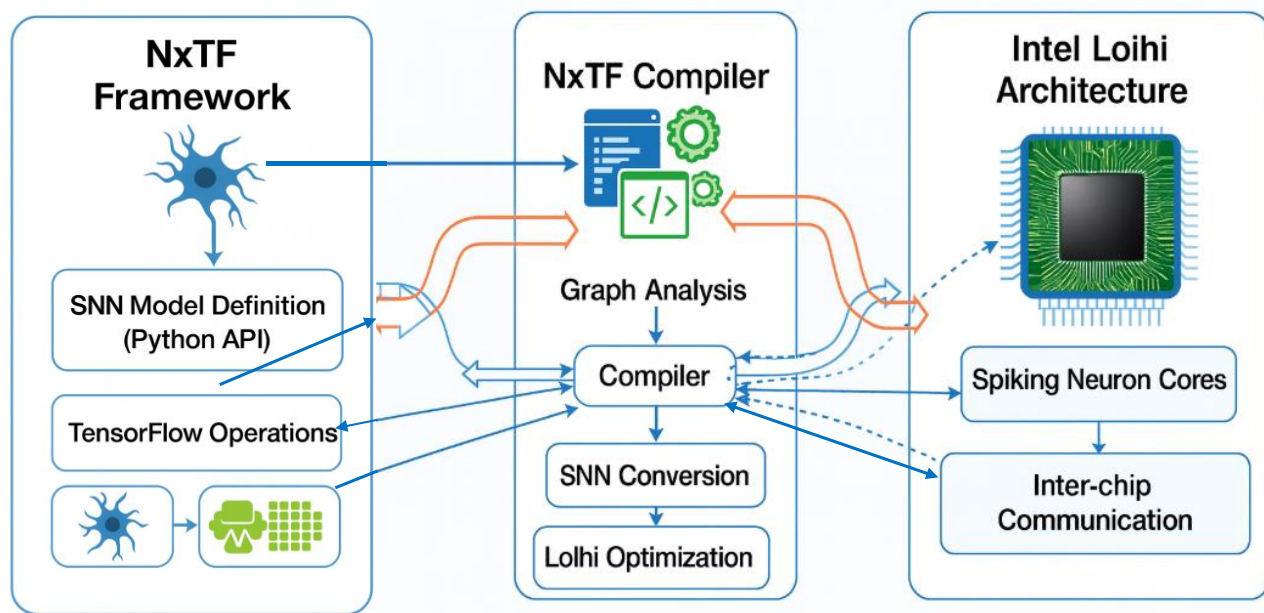 NxTF
Framework
SNN Model Definition
(Python API)
TensorFlow Operations
NxTF Compiler
</>
Graph Analysis
Compiler
SNN Conversion
Lolhi Optimization
Intel Loihi
Architecture
Spiking Neuron Cores
Inter-chip
Communication